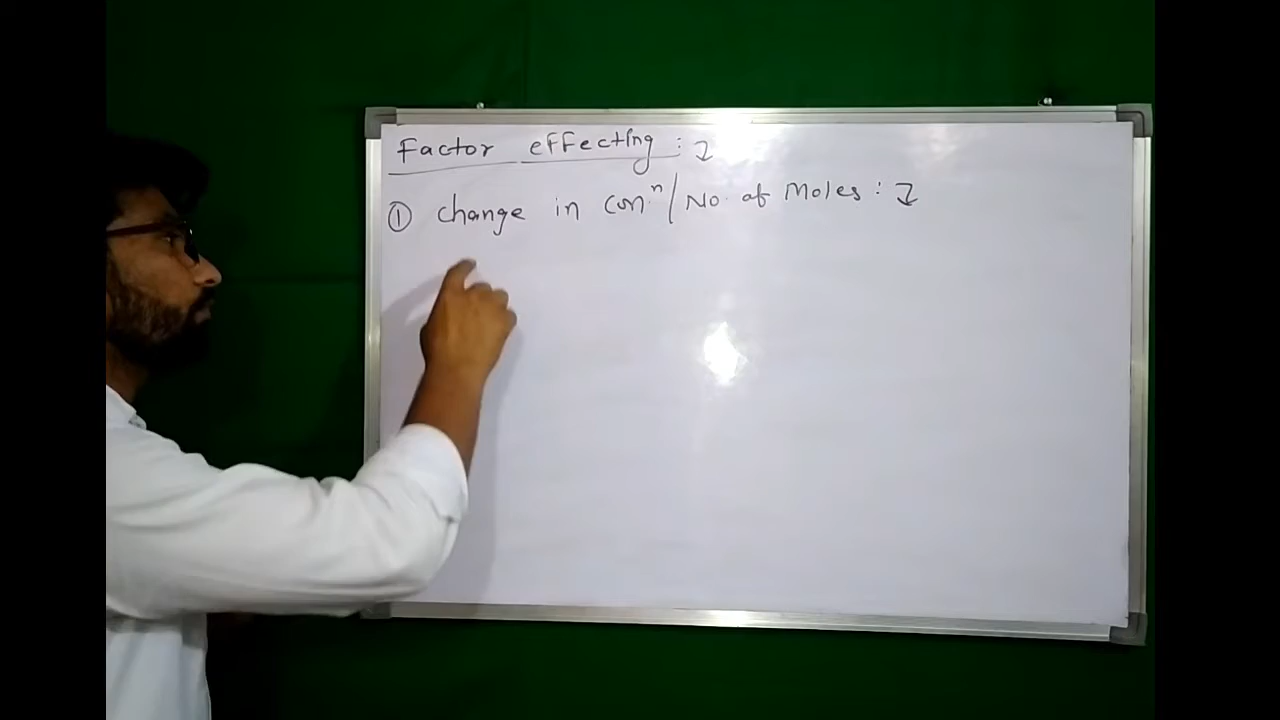 Factor effecting :↴
① change in conⁿ/No. of Moles :↴